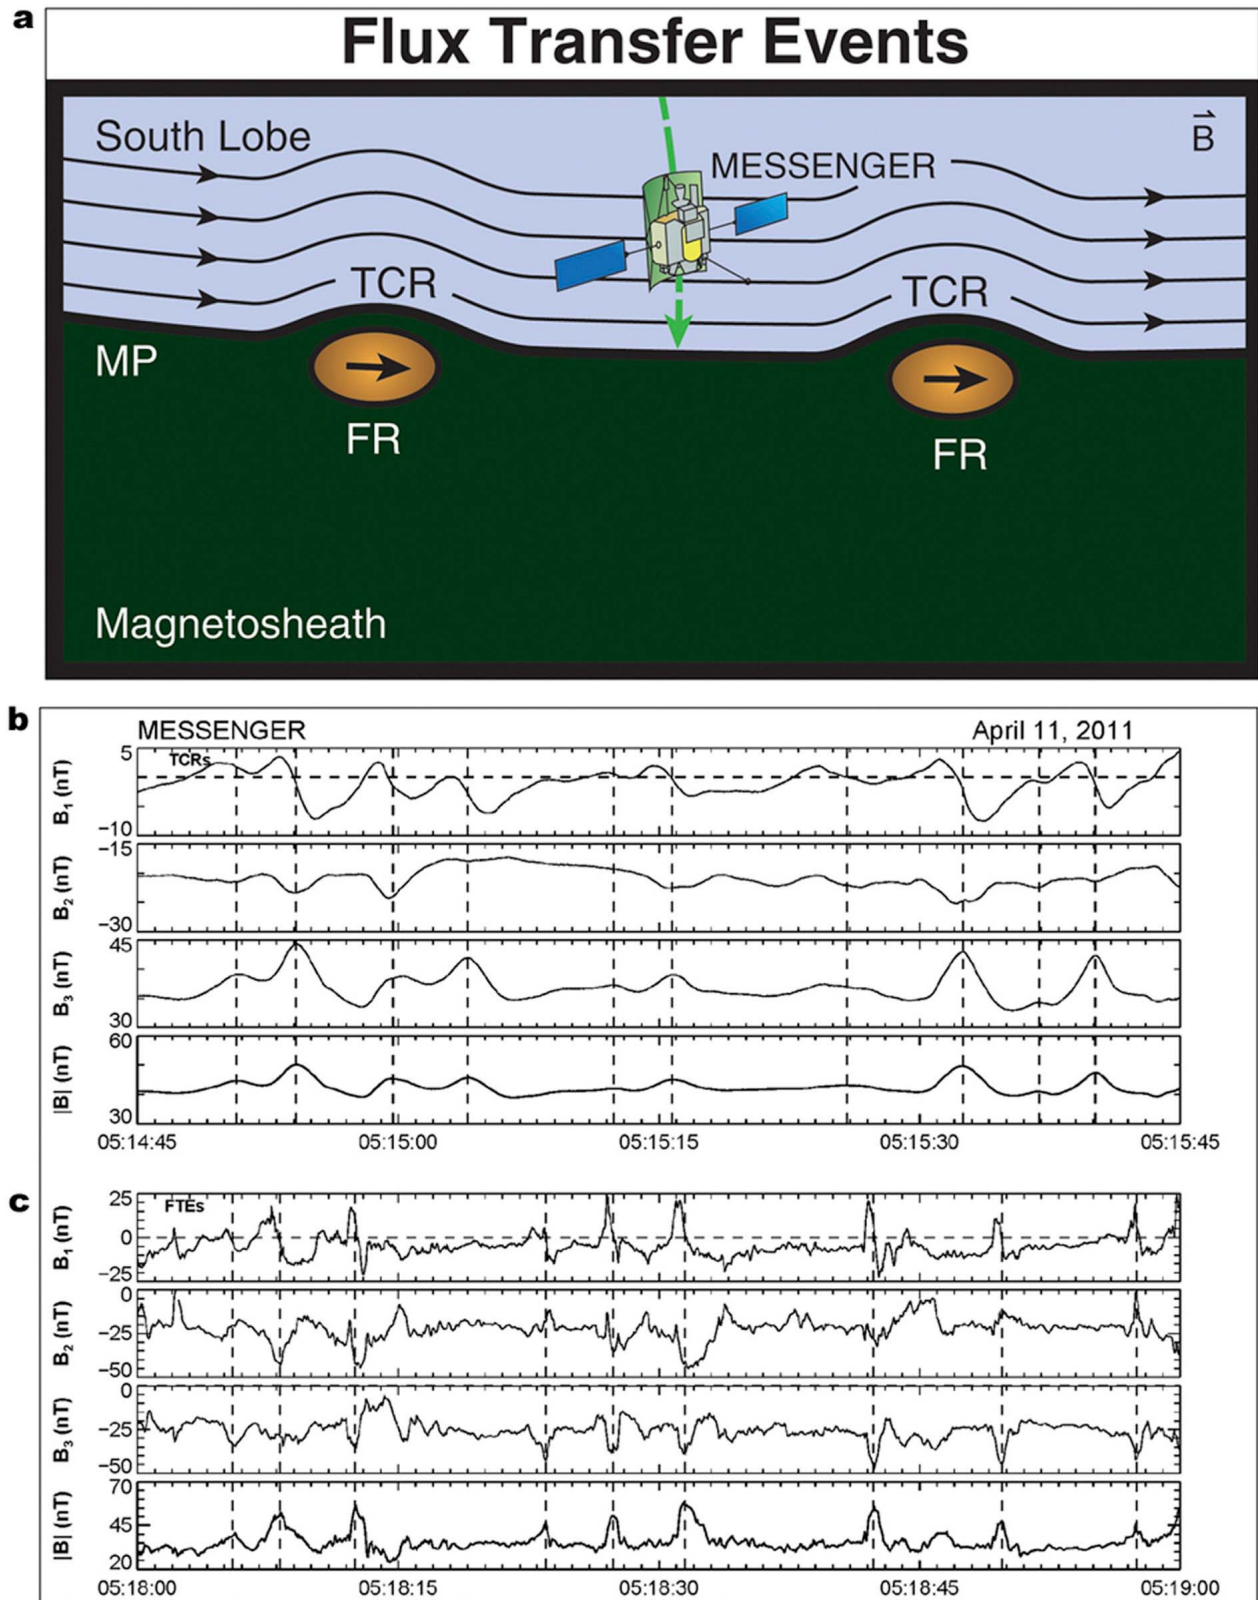 a
Flux Transfer Events
South Lobe
B
MESSENGER
TCR
TCR
MP
FR
FR
Magnetosheath
b
MESSENGER
April 11, 2011
TCRs
5
−10
B1 (nT)
−15
−30
B2 (nT)
45
30
B3 (nT)
60
30
|B| (nT)
05:14:45
05:15:00
05:15:15
05:15:30
05:15:45
c
FTEs
25
0
−25
B1 (nT)
0
−25
−50
B2 (nT)
0
−25
−50
B3 (nT)
70
45
20
|B| (nT)
05:18:00
05:18:15
05:18:30
05:18:45
05:19:00